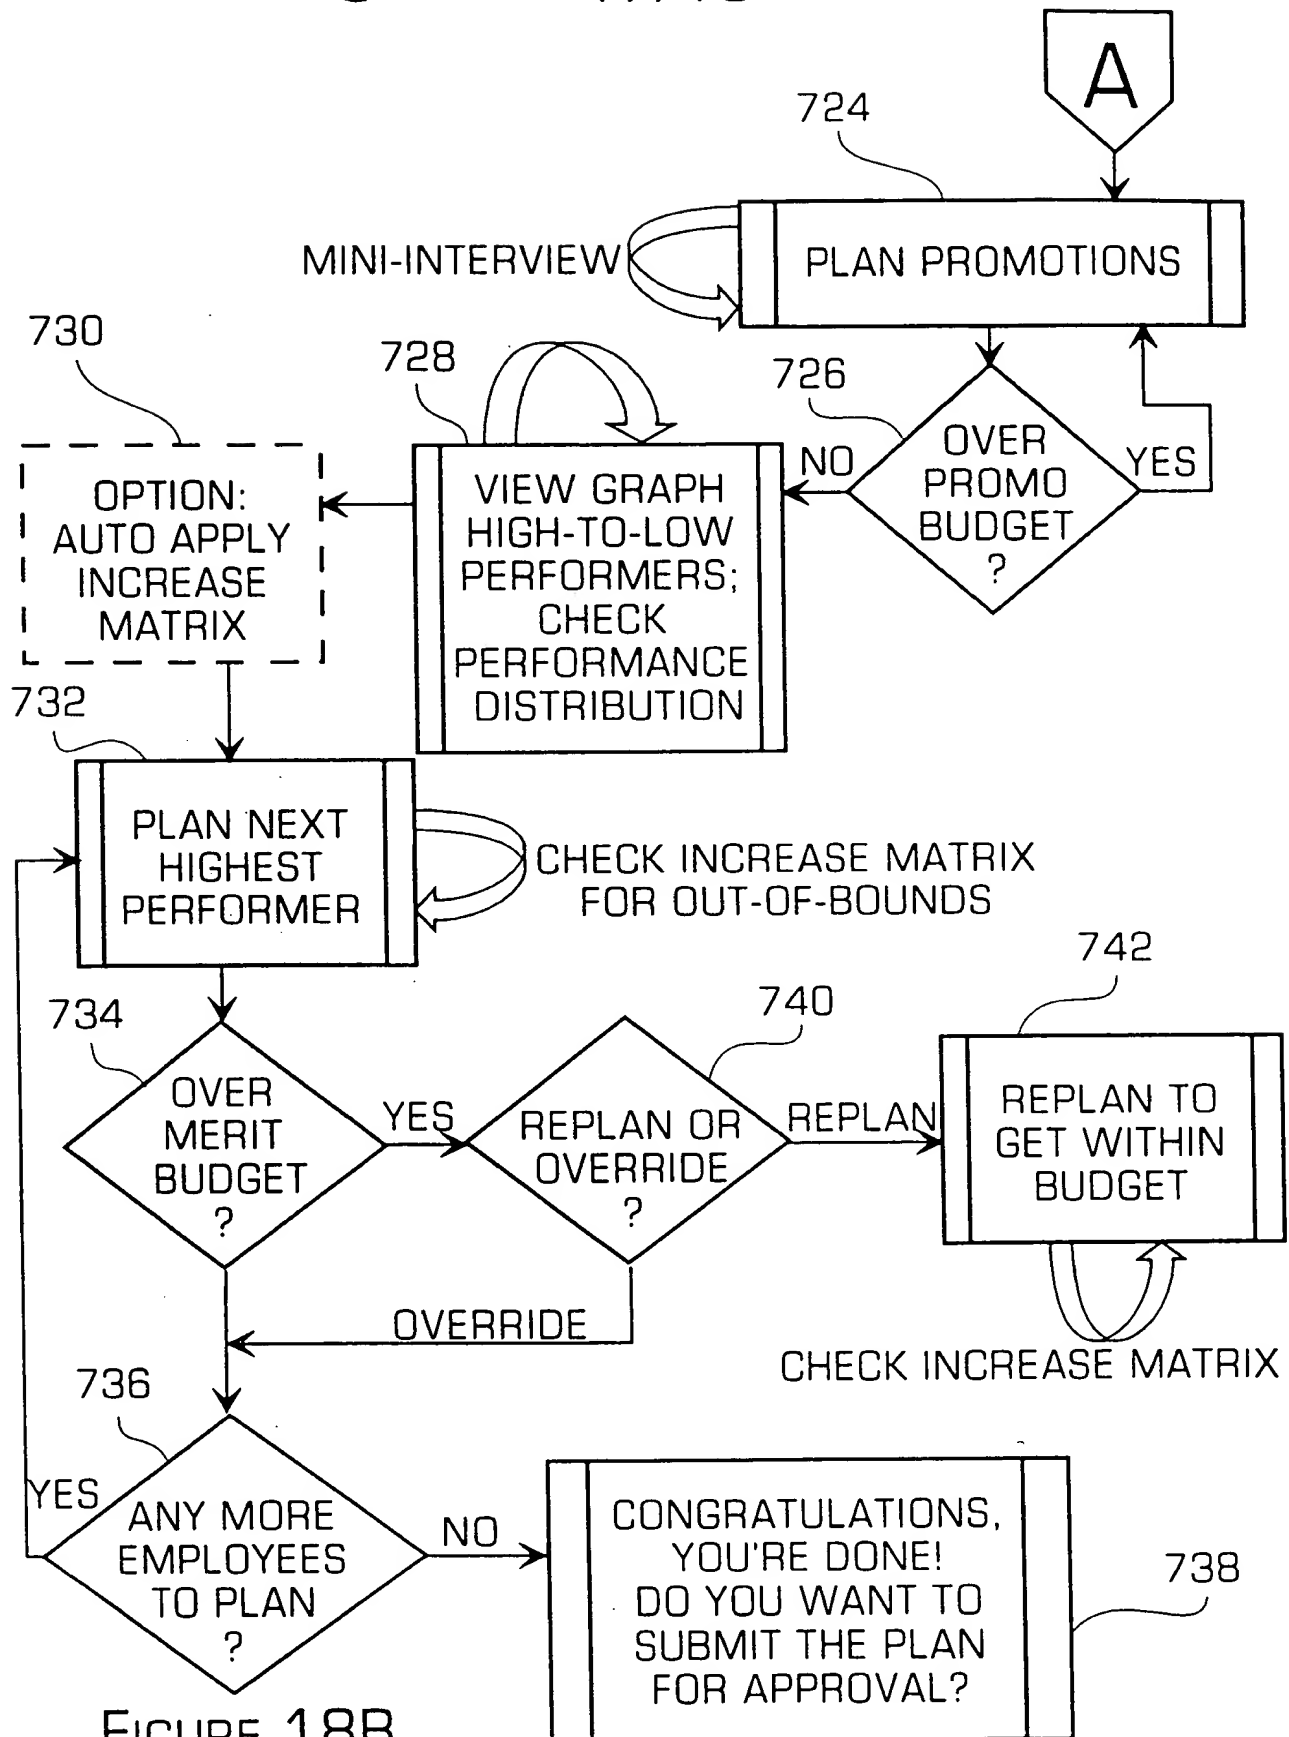 A
724
MINI-INTERVIEW
PLAN PROMOTIONS
730
728
726
OVER
PROMO
BUDGET
?
NO
YES
OPTION:
AUTO APPLY
INCREASE
MATRIX
VIEW GRAPH
HIGH-TO-LOW
PERFORMERS;
CHECK
PERFORMANCE
DISTRIBUTION
732
PLAN NEXT
HIGHEST
PERFORMER
CHECK INCREASE MATRIX
FOR OUT-OF-BOUNDS
742
734
740
OVER
MERIT
BUDGET
?
YES
REPLAN OR
OVERRIDE
?
REPLAN
REPLAN TO
GET WITHIN
BUDGET
OVERRIDE
CHECK INCREASE MATRIX
736
YES
ANY MORE
EMPLOYEES
TO PLAN
?
NO
CONGRATULATIONS,
YOU'RE DONE!
DO YOU WANT TO
SUBMIT THE PLAN
FOR APPROVAL?
738
FIGURE 18B